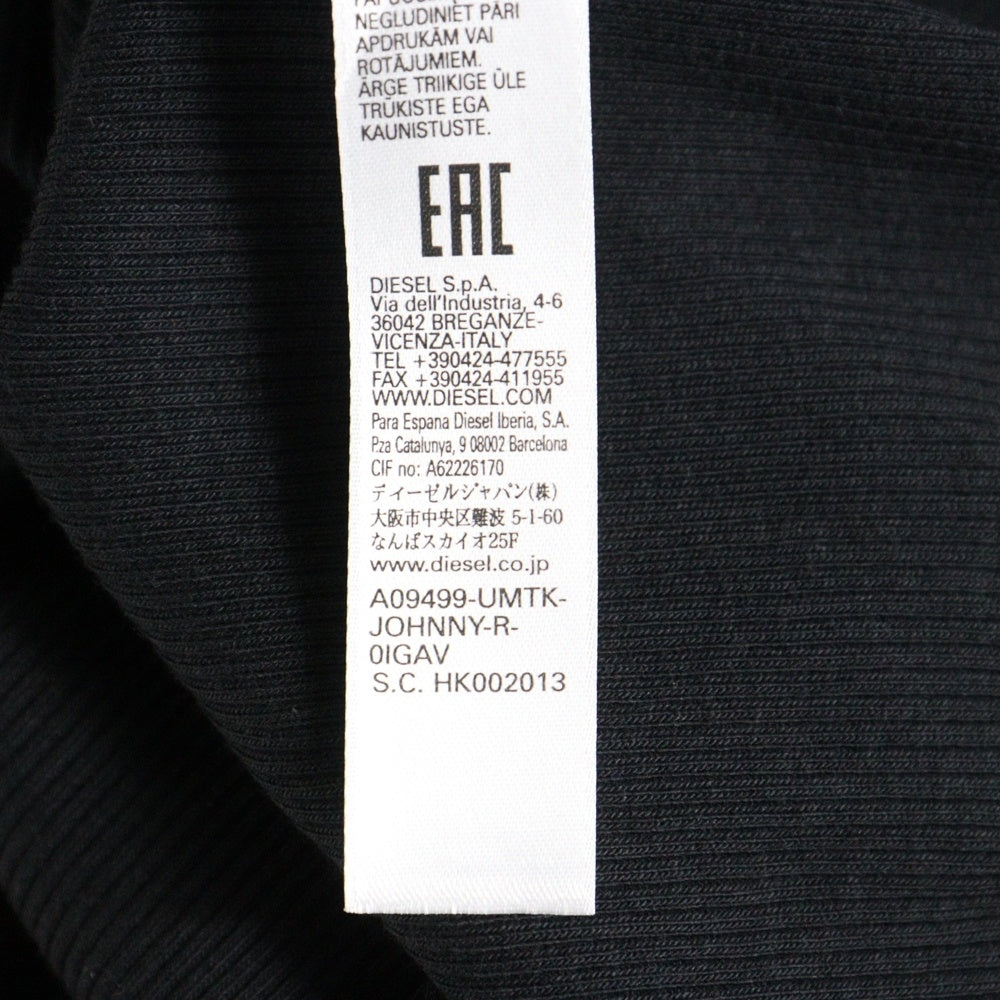 NEGLUDINIET PĀRI
APDRUKĀM VAI
ROTĀJUMIEM.
ÄRGE TRIIKIGE ÜLE
TRÜKISTE EGA
KAUNISTUSTE.
EAC
DIESEL S.p.A.
Via dell'Industria, 4-6
36042 BREGANZE-
VICENZA-ITALY
TEL +390424-477555
FAX +390424-411955
WWW.DIESEL.COM
Para Espana Diesel Iberia, S.A.
P.za Catalunya, 9 08002 Barcelona
CIF no: A62226170
ディーゼルジャパン(株)
大阪市中央区難波 5-1-60
なんばスカイオ25F
www.diesel.co.jp
A09499-UMTK-
JOHNNY-R-
0IGAV
S.C. HK002013